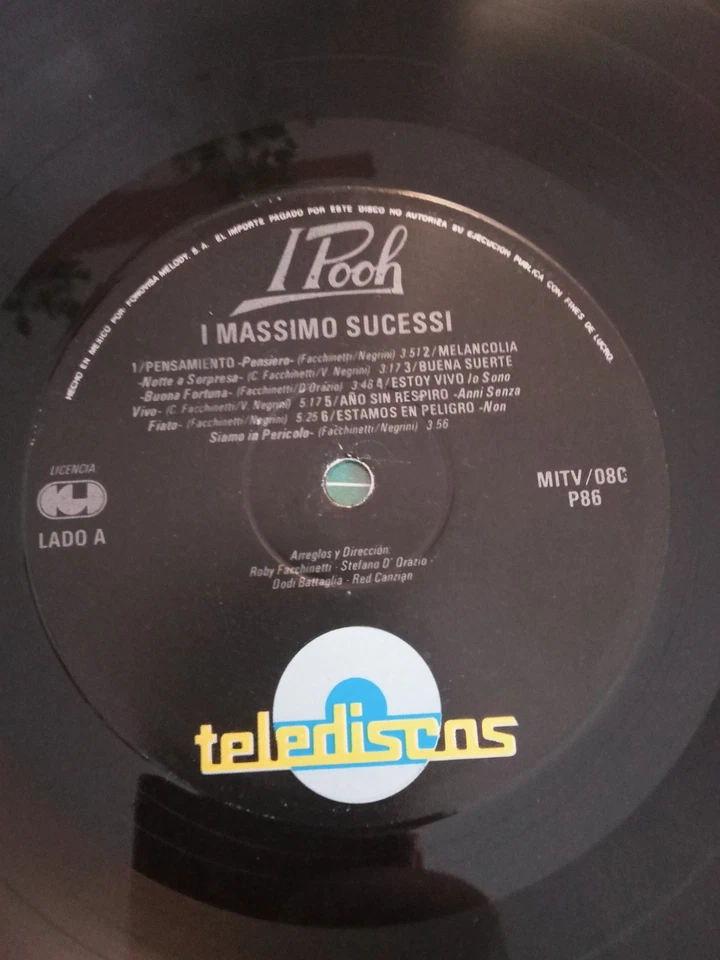 HECHO EN MEXICO POR: FONOVISA MELODY, S. A. EL IMPORTE PAGADO POR ESTE DISCO NO AUTORIZA SU EJECUCION PUBLICA CON FINES DE LUCRO.
I Pooh
I MASSIMO SUCESSI
1/PENSAMIENTO -Pensiero- (Facchinetti/Negrini) 3:51 2/MELANCOLIA
-Notte a Sorpresa- (C. Facchinetti/V. Negrini) 3:17 3/BUENA SUERTE
-Buona Fortuna- (Facchinetti/D'Orazio) 3:46 4/ESTOY VIVO Io Sono
Vivo- (C. Facchinetti/V. Negrini) 5:17 5/AÑO SIN RESPIRO -Anni Senza
Fiato- (Facchinetti/Negrini) 5:25 6/ESTAMOS EN PELIGRO -Non
Siamo in Pericolo- (Facchinetti/Negrini) 3:56
LICENCIA
LADO A
MITV/080
P86
Arreglos y Dirección:
Roby Facchinetti - Stefano D' Orazio -
Dodi Battaglia - Red Canzian
telediscos